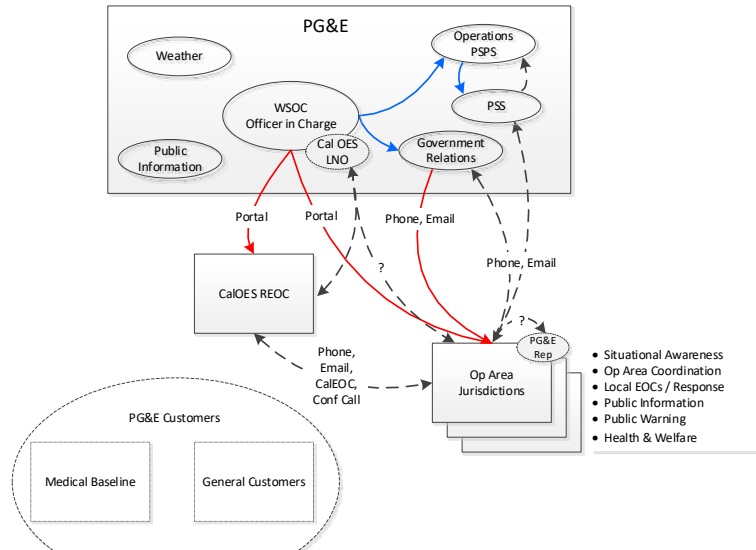 PG&E
Weather
Operations
PSPS
WSOC
Officer in Charge
PSS
Cal OES
LNO
Government
Relations
Public
Information
Portal
Portal
Phone, Email
Phone, Email
?
CalOES REOC
?
PG&E
Rep
Op Area
Jurisdictions
Phone,
Email,
CalEOC,
Conf Call
• Situational Awareness
• Op Area Coordination
• Local EOCs / Response
• Public Information
• Public Warning
• Health & Welfare
PG&E Customers
Medical Baseline
General Customers